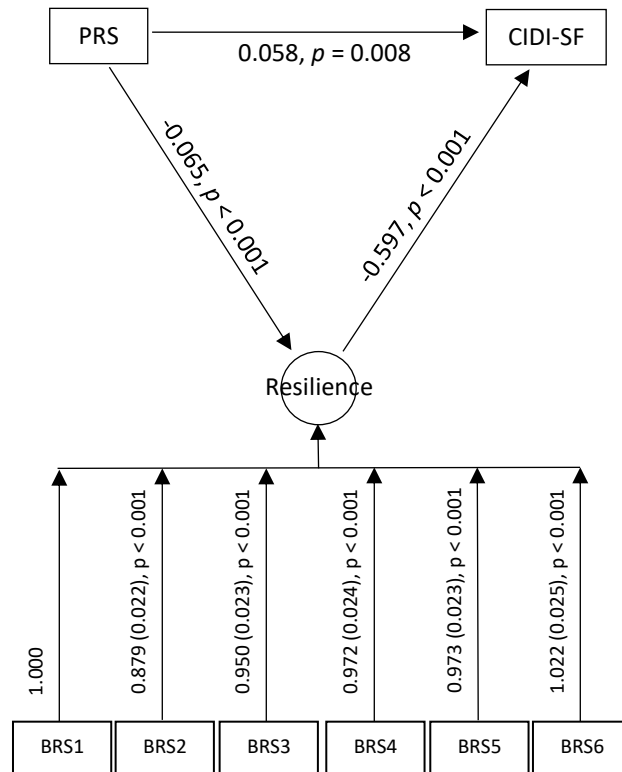 PRS
CIDI-SF
0.058, p = 0.008
-0.065, p < 0.001
-0.597, p < 0.001
Resilience
1.000
0.879 (0.022), p < 0.001
0.950 (0.023), p < 0.001
0.972 (0.024), p < 0.001
0.973 (0.023), p < 0.001
1.022 (0.025), p < 0.001
BRS1
BRS2
BRS3
BRS4
BRS5
BRS6